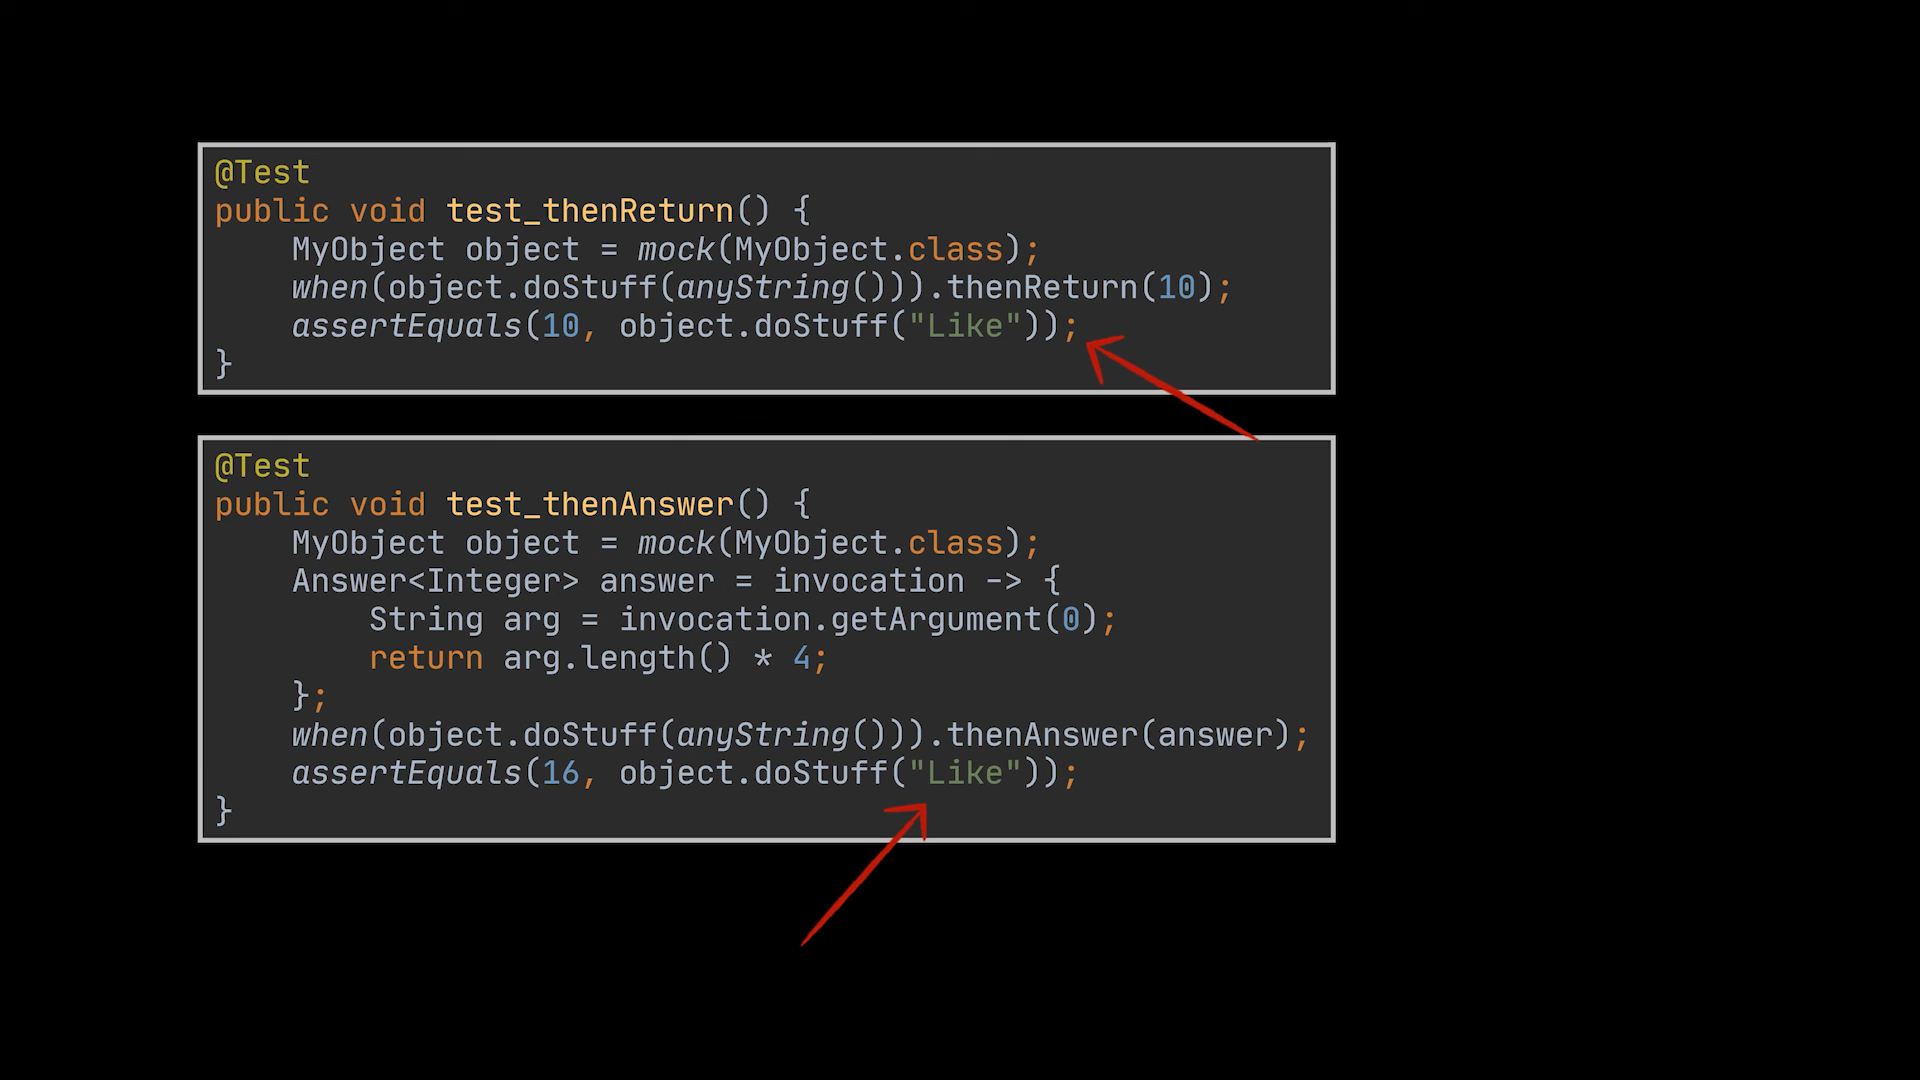 @Test
public void test_thenReturn() {
    MyObject object = mock(MyObject.class);
    when(object.doStuff(anyString())).thenReturn(10);
    assertEquals(10, object.doStuff("Like"));
}
@Test
public void test_thenAnswer() {
    MyObject object = mock(MyObject.class);
    Answer<Integer> answer = invocation -> {
        String arg = invocation.getArgument(0);
        return arg.length() * 4;
    };
    when(object.doStuff(anyString())).thenAnswer(answer);
    assertEquals(16, object.doStuff("Like"));
}